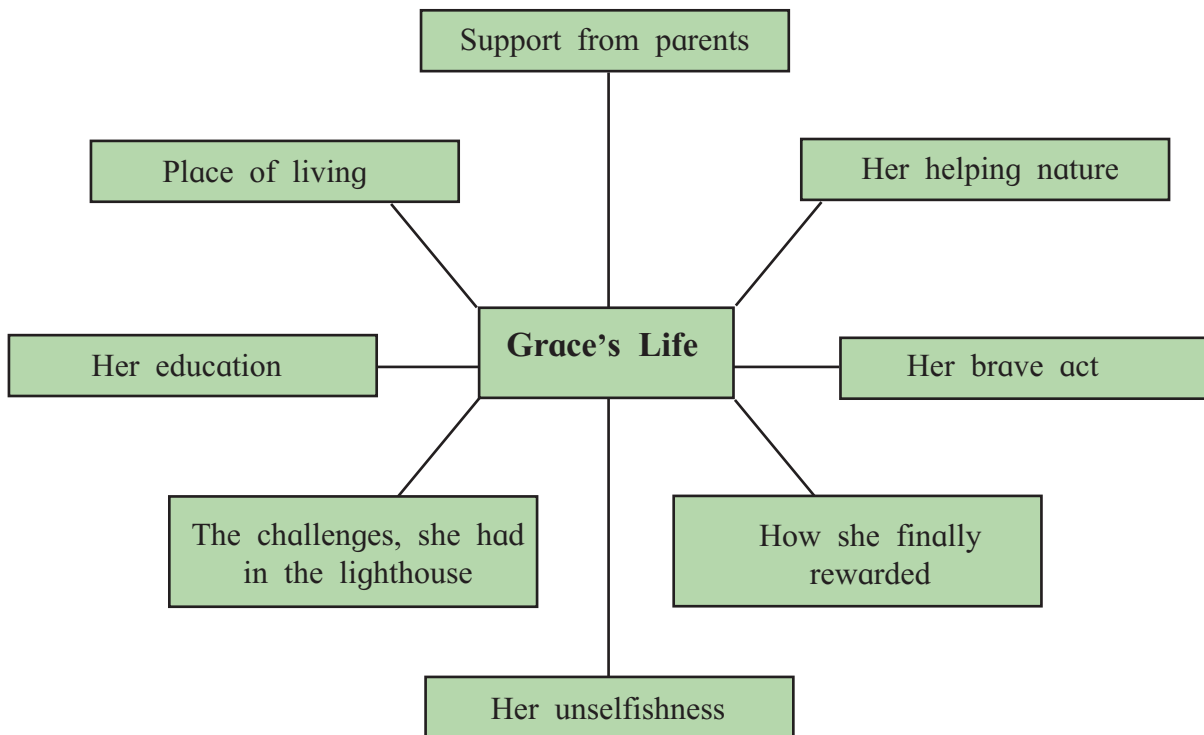 Support from parents
Place of living
Her helping nature
Grace's Life
Her education
Her brave act
The challenges, she had
in the lighthouse
How she finally
rewarded
Her unselfishness